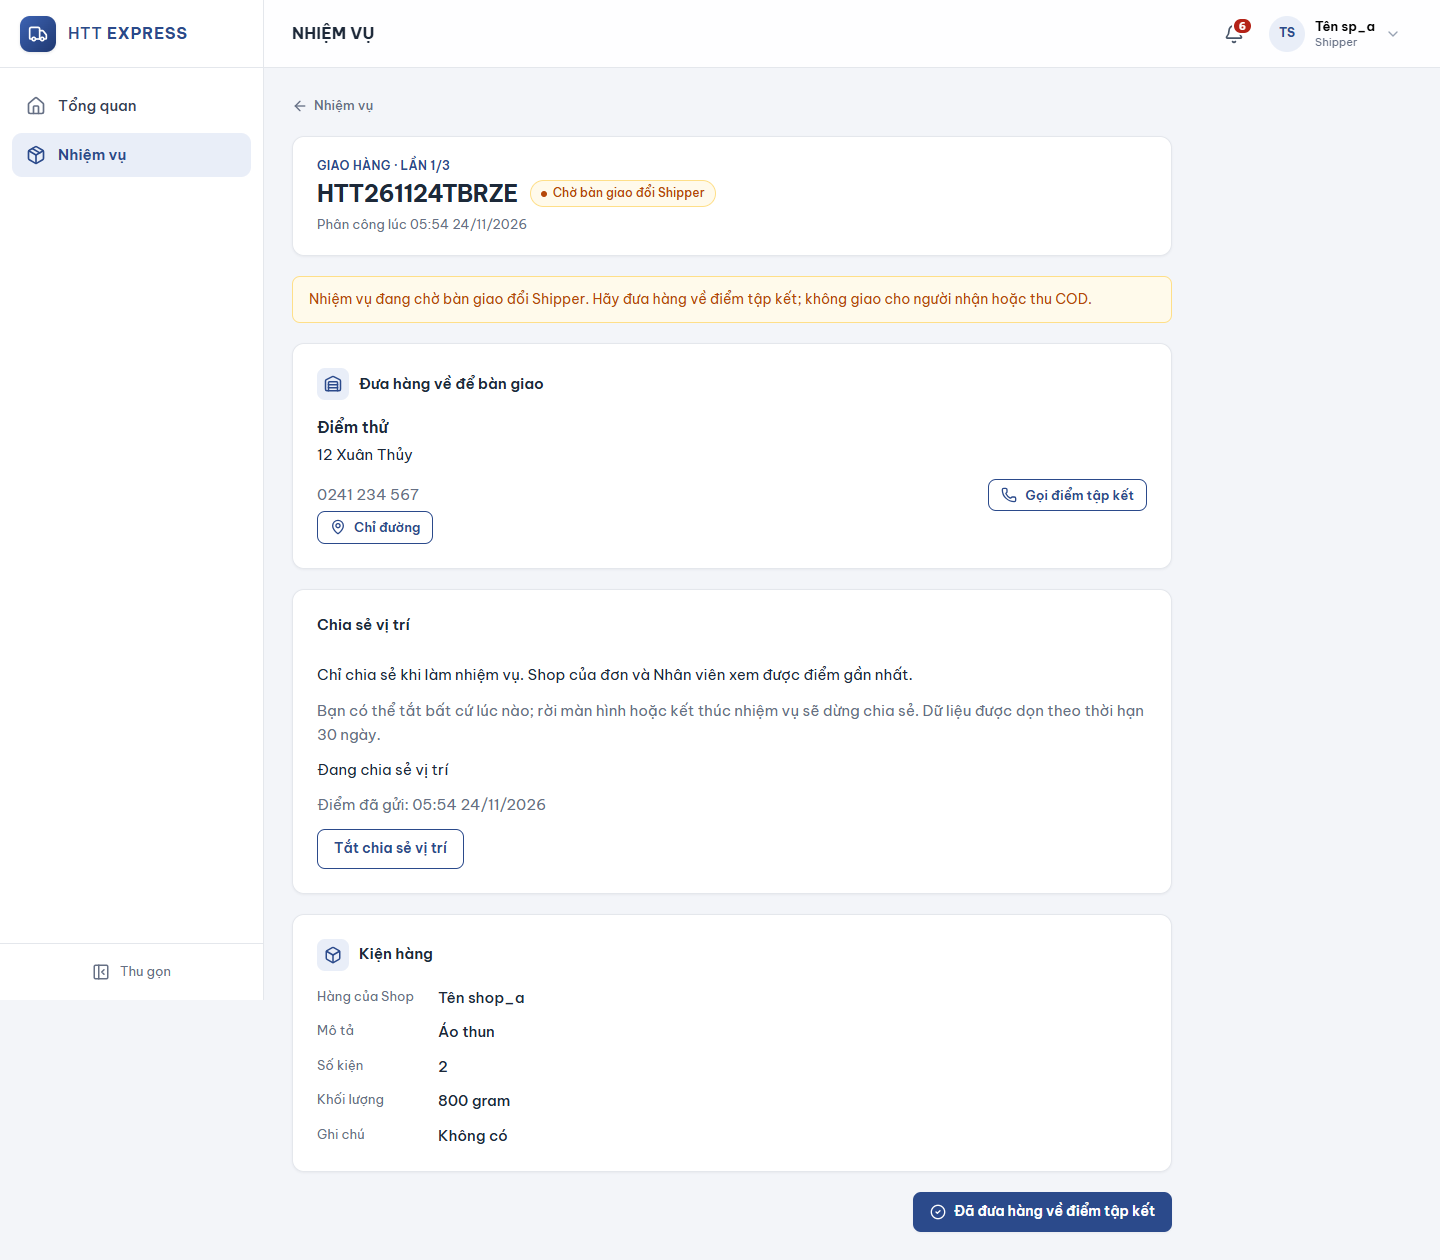 HTT EXPRESS
NHIỆM VỤ
6
TS
Tên sp_a
Shipper
Tổng quan
Nhiệm vụ
Thu gọn
Nhiệm vụ
GIAO HÀNG · LẦN 1/3
HTT261124TBRZE
Chờ bàn giao đổi Shipper
Phân công lúc 05:54 24/11/2026
Nhiệm vụ đang chờ bàn giao đổi Shipper. Hãy đưa hàng về điểm tập kết; không giao cho người nhận hoặc thu COD.
Đưa hàng về để bàn giao
Điểm thử
12 Xuân Thủy
0241 234 567
Gọi điểm tập kết
Chỉ đường
Chia sẻ vị trí
Chỉ chia sẻ khi làm nhiệm vụ. Shop của đơn và Nhân viên xem được điểm gần nhất.
Bạn có thể tắt bất cứ lúc nào; rời màn hình hoặc kết thúc nhiệm vụ sẽ dừng chia sẻ. Dữ liệu được dọn theo thời hạn
30 ngày.
Đang chia sẻ vị trí
Điểm đã gửi: 05:54 24/11/2026
Tắt chia sẻ vị trí
Kiện hàng
Hàng của Shop Tên shop_a
Mô tả Áo thun
Số kiện 2
Khối lượng 800 gram
Ghi chú Không có
Đã đưa hàng về điểm tập kết